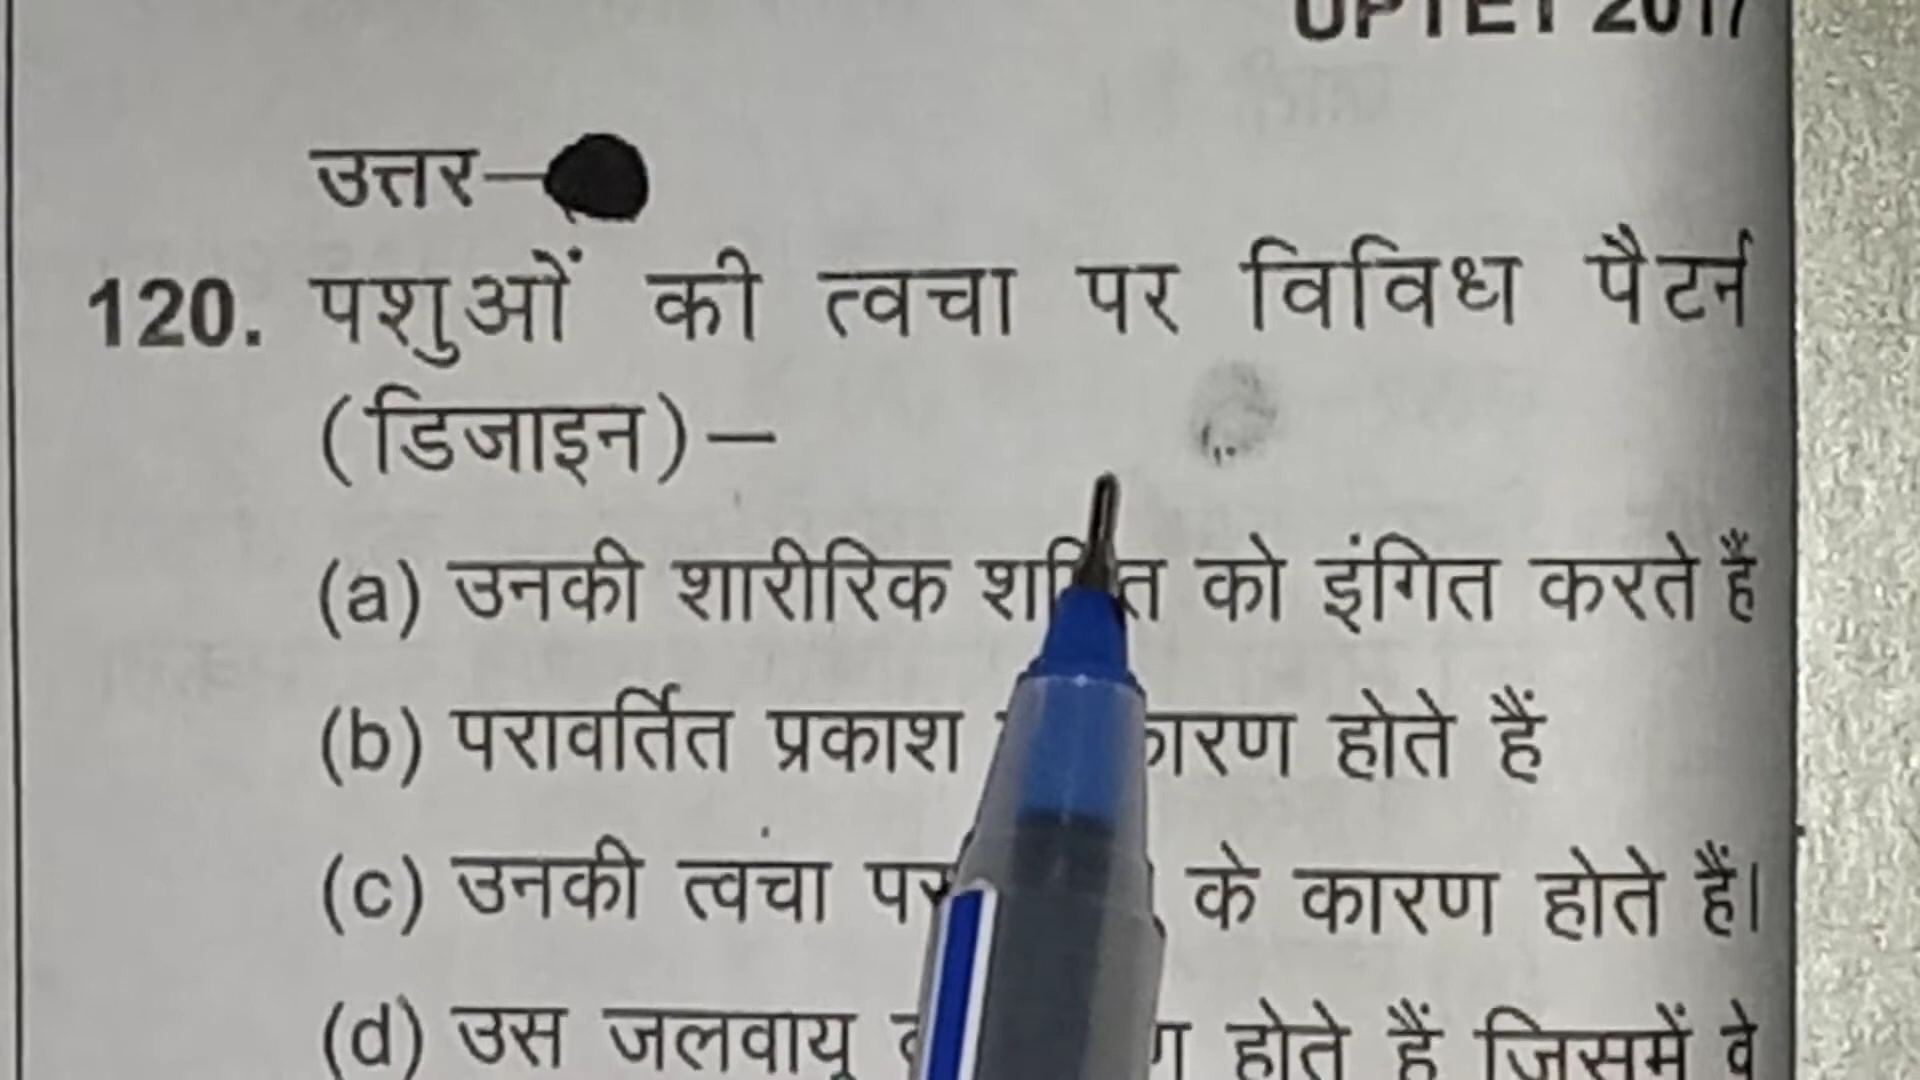 UPTET 2017
उत्तर—
120. पशुओं की त्वचा पर विविध पैटर्न
(डिजाइन)—
(a) उनकी शारीरिक को इंगित करते हैं
(b) परावर्तित प्रकाश होते हैं
(c) उनकी त्वचा के कारण होते हैं।
(d) उस जलवायु होते हैं जिसमें वे